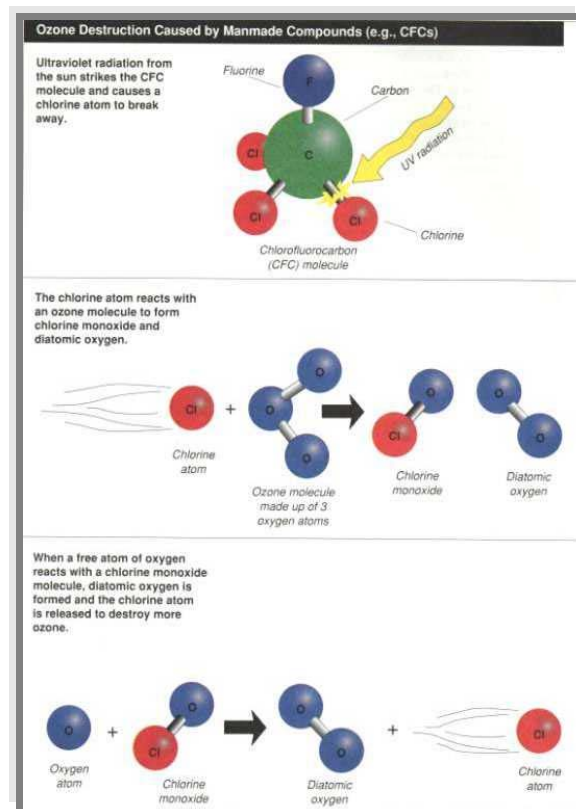 Ozone Destruction Caused by Manmade Compounds (e.g., CFCs)
Ultraviolet radiation from
the sun strikes the CFC
molecule and causes a
chlorine atom to break
away.
Fluorine
F
Carbon
C
Cl
UV radiation
Cl
Cl
Chlorine
Chlorofluorocarbon
(CFC) molecule
The chlorine atom reacts with
an ozone molecule to form
chlorine monoxide and
diatomic oxygen.
Cl
+
O
O
O
O
Cl
O
O
Chlorine
atom
Ozone molecule
made up of 3
oxygen atoms
Chlorine
monoxide
Diatomic
oxygen
When a free atom of oxygen
reacts with a chlorine monoxide
molecule, diatomic oxygen is
formed and the chlorine atom
is released to destroy more
ozone.
O
+
O
Cl
O
O
+
Cl
Oxygen
atom
Chlorine
monoxide
Diatomic
oxygen
Chlorine
atom